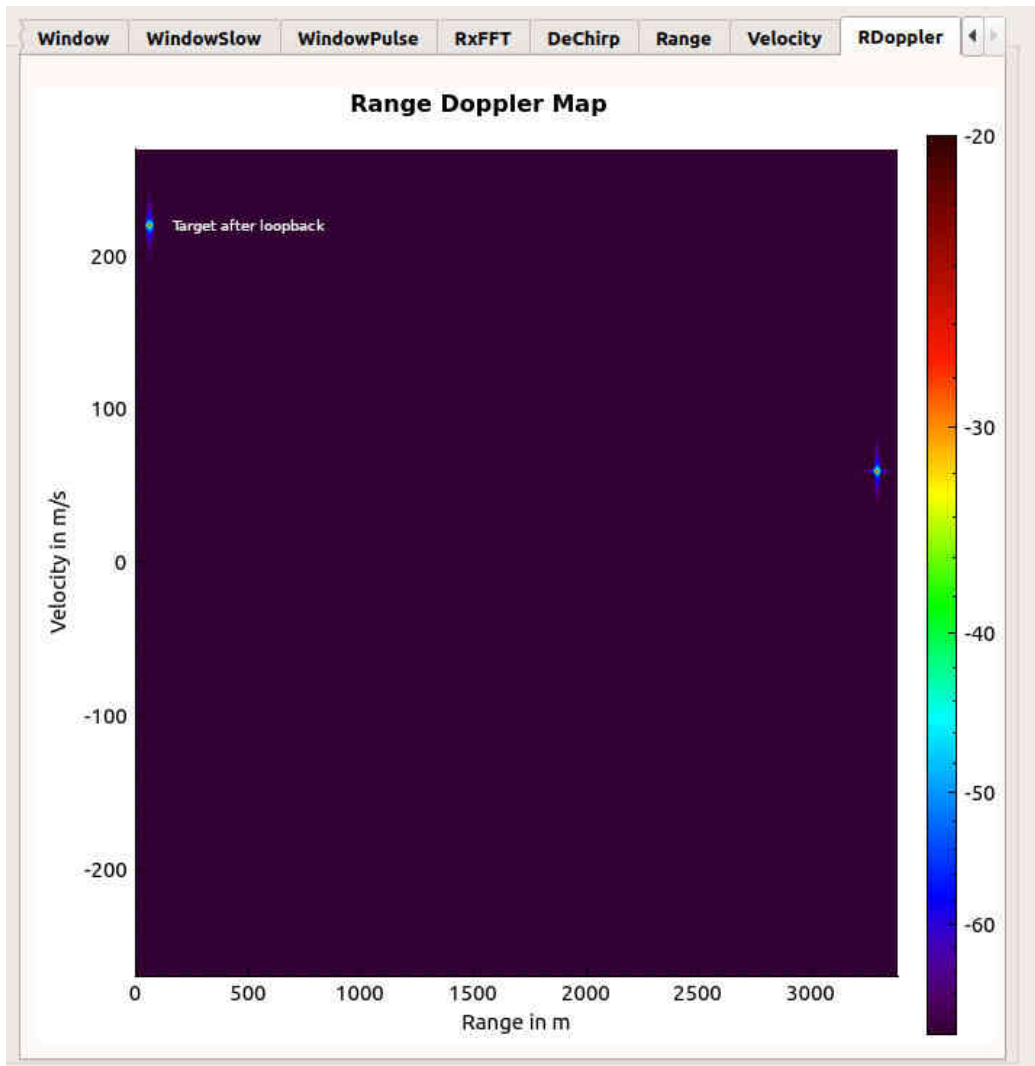 Window WindowSlow WindowPulse RxFFT DeChirp Range Velocity RDoppler
Range Doppler Map
-20
Target after loopback
200
100
-30
Velocity in m/s
0
-40
-100
-50
-200
-60
0 500 1000 1500 2000 2500 3000
Range in m